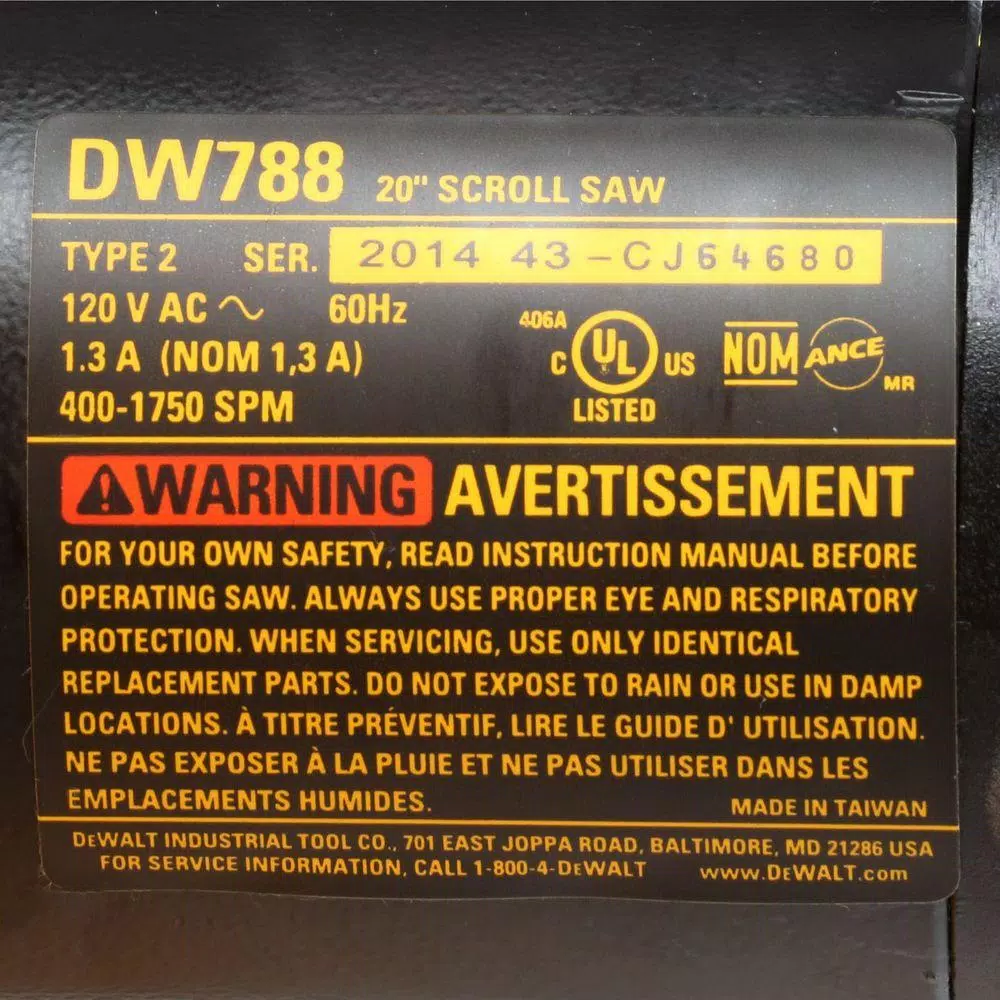 DW788 20" SCROLL SAW
TYPE 2 SER. 2014 43-CJ64680
120 V AC ~ 60Hz
1.3 A (NOM 1,3 A)
400-1750 SPM
406A
C UL US
LISTED
NOM ANCE MR
WARNING AVERTISSEMENT
FOR YOUR OWN SAFETY, READ INSTRUCTION MANUAL BEFORE
OPERATING SAW. ALWAYS USE PROPER EYE AND RESPIRATORY
PROTECTION. WHEN SERVICING, USE ONLY IDENTICAL
REPLACEMENT PARTS. DO NOT EXPOSE TO RAIN OR USE IN DAMP
LOCATIONS. À TITRE PRÉVENTIF, LIRE LE GUIDE D' UTILISATION.
NE PAS EXPOSER À LA PLUIE ET NE PAS UTILISER DANS LES
EMPLACEMENTS HUMIDES.
MADE IN TAIWAN
DEWALT INDUSTRIAL TOOL CO., 701 EAST JOPPA ROAD, BALTIMORE, MD 21286 USA
FOR SERVICE INFORMATION, CALL 1-800-4-DEWALT www.DEWALT.com